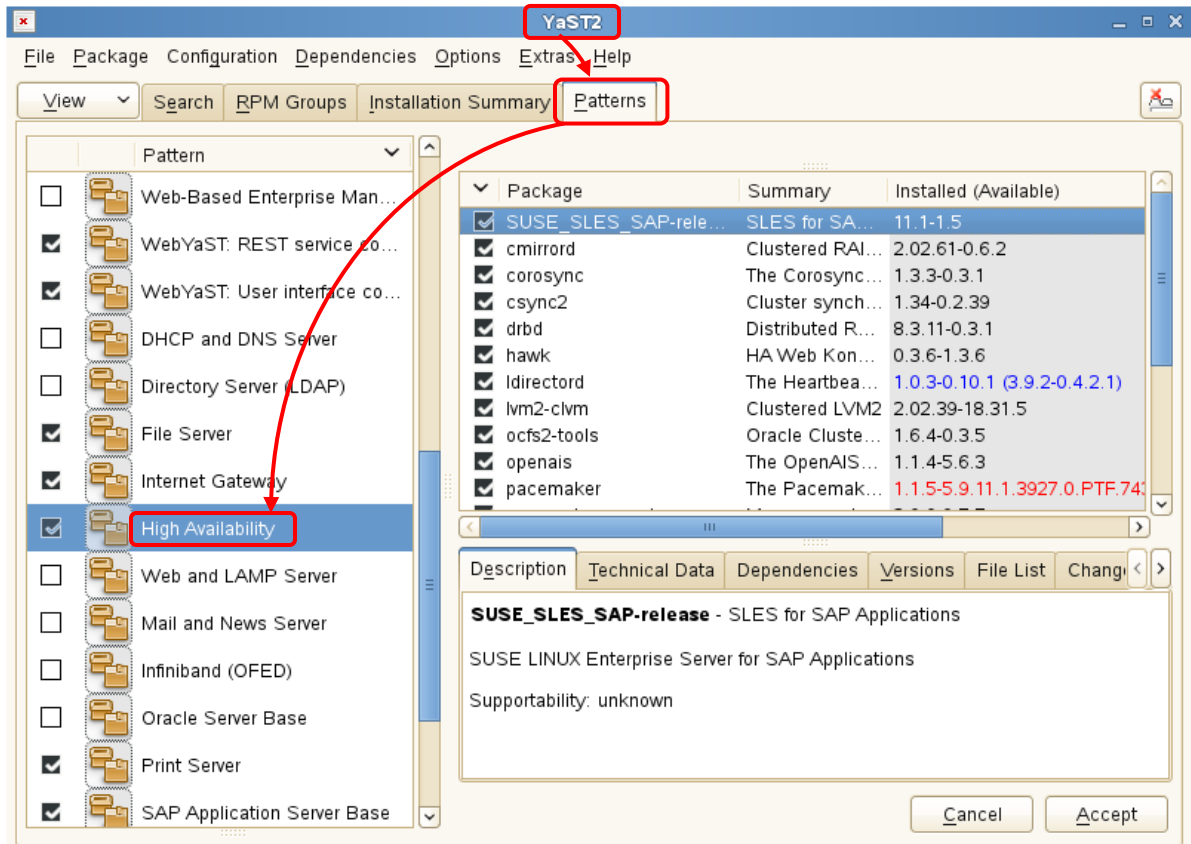 YaST2
File Package Configuration Dependencies Options Extras Help
View Search RPM Groups Installation Summary Patterns
Pattern
Web-Based Enterprise Man...
WebYaST: REST service co...
WebYaST: User interface co...
DHCP and DNS Server
Directory Server (LDAP)
File Server
Internet Gateway
High Availability
Web and LAMP Server
Mail and News Server
Infiniband (OFED)
Oracle Server Base
Print Server
SAP Application Server Base
Package Summary Installed (Available)
SUSE_SLES_SAP-rele... SLES for SA... 11.1-1.5
cmirrord Clustered RAI... 2.02.61-0.6.2
corosync The Corosync... 1.3.3-0.3.1
csync2 Cluster synch... 1.34-0.2.39
drbd Distributed R... 8.3.11-0.3.1
hawk HA Web Kon... 0.3.6-1.3.6
ldirectord The Heartbea... 1.0.3-0.10.1 (3.9.2-0.4.2.1)
lvm2-clvm Clustered LVM2 2.02.39-18.31.5
ocfs2-tools Oracle Cluste... 1.6.4-0.3.5
openais The OpenAIS... 1.1.4-5.6.3
pacemaker The Pacemak... 1.1.5-5.9.11.1.3927.0.PTF.74
Description Technical Data Dependencies Versions File List Chang
SUSE_SLES_SAP-release - SLES for SAP Applications
SUSE LINUX Enterprise Server for SAP Applications
Supportability: unknown
Cancel Accept